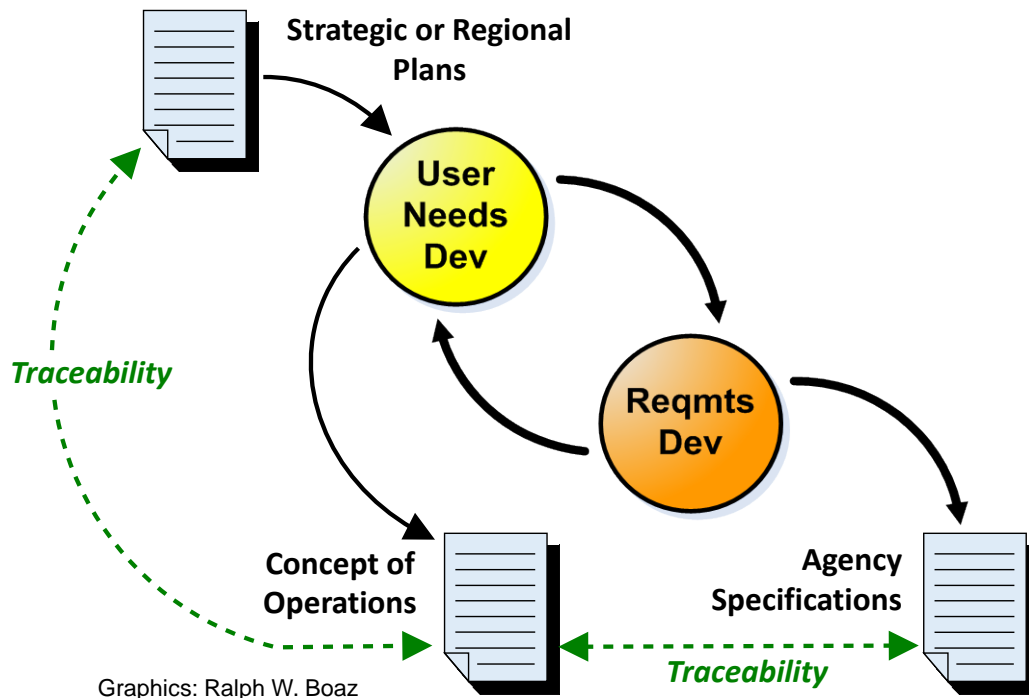 Strategic or Regional
Plans
User
Needs
Dev
Traceability
Reqmts
Dev
Concept of
Operations
Agency
Specifications
Traceability
Graphics: Ralph W. Boaz